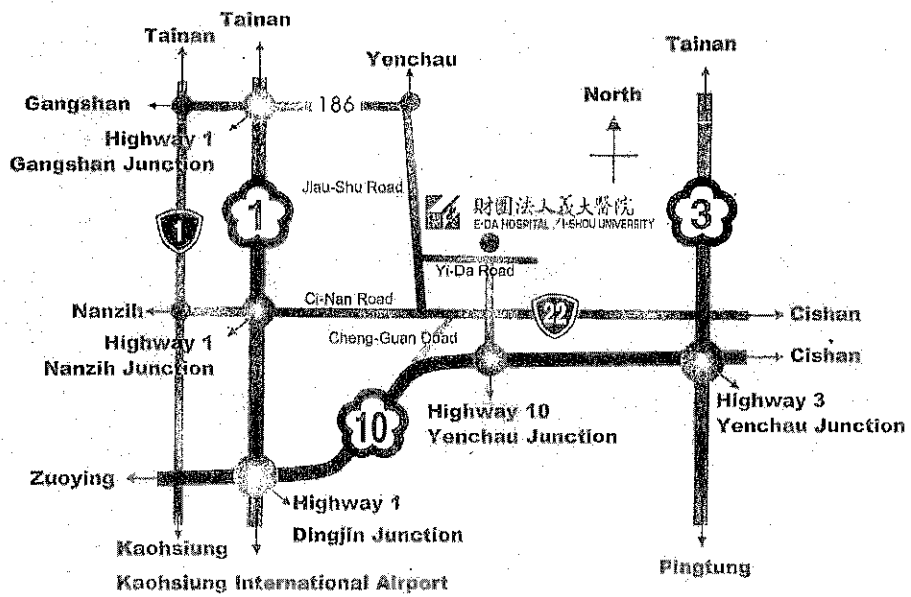 Tainan
Tainan
Yenchau
Tainan
Gangshan
186
North
Highway 1
Gangshan Junction
Jiau-Shu Road
1
1
3
財團法人義大醫院
E-DA HOSPITAL / I-SHOU UNIVERSITY
Yi-Da Road
Nanzih
Ci-Nan Road
22
Cishan
Highway 1
Nanzih Junction
Cheng-Guan Doad
Cishan
10
Highway 10
Yenchau Junction
Highway 3
Yenchau Junction
Zuoying
Highway 1
Dingjin Junction
Kaohsiung
Kaohsiung International Airport
Pingtung